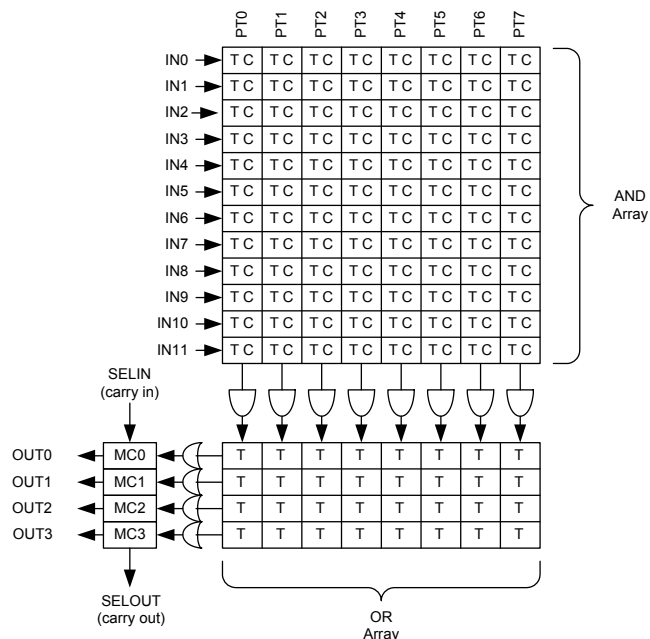 PT0 PT1 PT2 PT3 PT4 PT5 PT6 PT7
IN0 T C T C T C T C T C T C T C T C
IN1 T C T C T C T C T C T C T C T C
IN2 T C T C T C T C T C T C T C T C
IN3 T C T C T C T C T C T C T C T C
IN4 T C T C T C T C T C T C T C T C
IN5 T C T C T C T C T C T C T C T C
IN6 T C T C T C T C T C T C T C T C
IN7 T C T C T C T C T C T C T C T C
IN8 T C T C T C T C T C T C T C T C
IN9 T C T C T C T C T C T C T C T C
IN10 T C T C T C T C T C T C T C T C
IN11 T C T C T C T C T C T C T C T C
AND
Array
SELIN
(carry in)
OUT0 MC0 T T T T T T T T
OUT1 MC1 T T T T T T T T
OUT2 MC2 T T T T T T T T
OUT3 MC3 T T T T T T T T
SELOUT
(carry out)
OR
Array